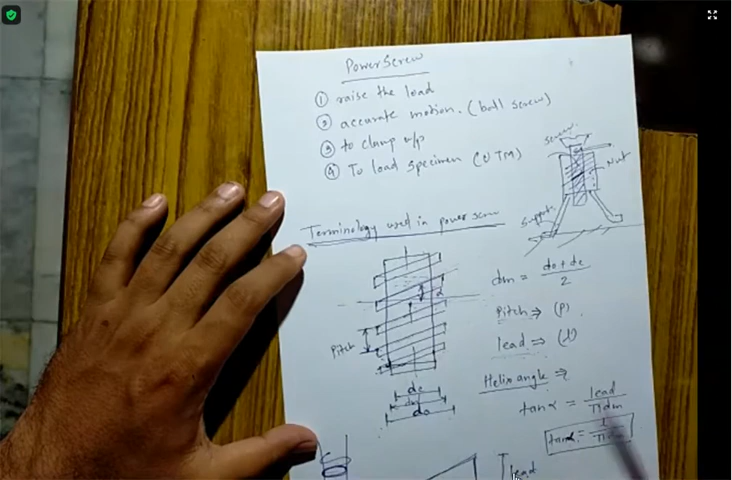 Power Screw
① raise the load
② accurate motion. (ball screw)
③ to clamp w/p
④ To load specimen (UTM)
Screw
Nut
Support
Terminology used in power screw
α
Pitch
dc
dm
do
dm = do + dc / 2
Pitch ⇒ (P)
lead ⇒ (l)
Helix angle ⇒
tan α = lead / πdm
tan α = l / πdm
lead